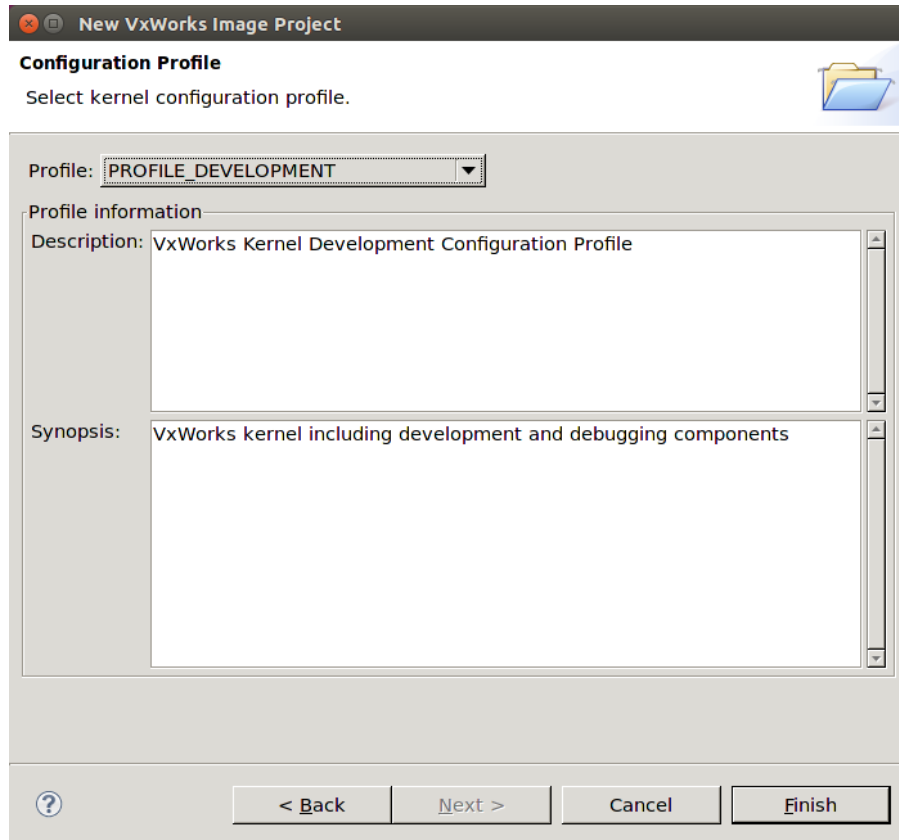 New VxWorks Image Project
Configuration Profile
Select kernel configuration profile.
Profile: PROFILE_DEVELOPMENT
Profile information
Description: VxWorks Kernel Development Configuration Profile
Synopsis: VxWorks kernel including development and debugging components
? < Back Next > Cancel Finish